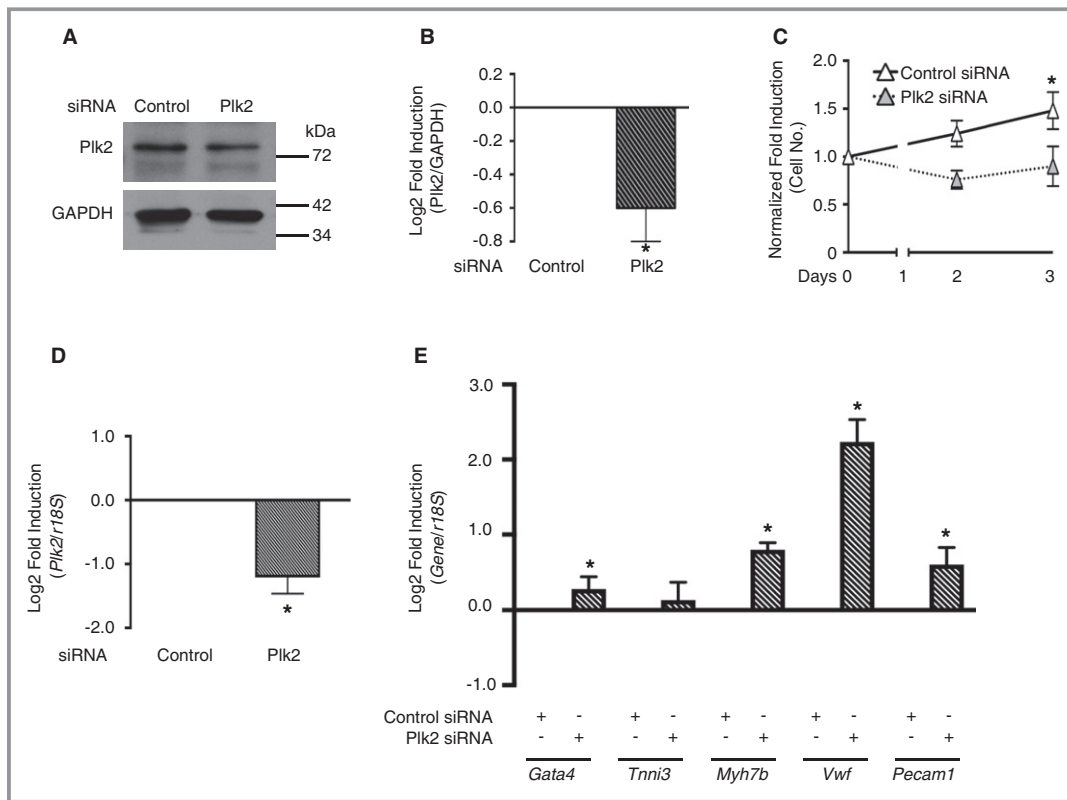 A
siRNA Control Plk2
kDa
Plk2
72
GAPDH
42
34
B
Log2 Fold Induction
(Plk2/GAPDH)
0.2
0.0
-0.2
-0.4
-0.6
-0.8
*
siRNA Control Plk2
C
Normalized Fold Induction
(Cell No.)
2.0
1.5
1.0
0.5
0
Control siRNA
Plk2 siRNA
*
Days 0 1 2 3
D
Log2 Fold Induction
(Plk2/r18S)
1.0
0.0
-1.0
-2.0
*
siRNA Control Plk2
E
Log2 Fold Induction
(Gene/r18S)
3.0
2.0
1.0
0.0
-1.0
* * * *
Control siRNA + - + - + - + - + -
Plk2 siRNA - + - + - + - + - +
Gata4 Tnni3 Myh7b Vwf Pecam1